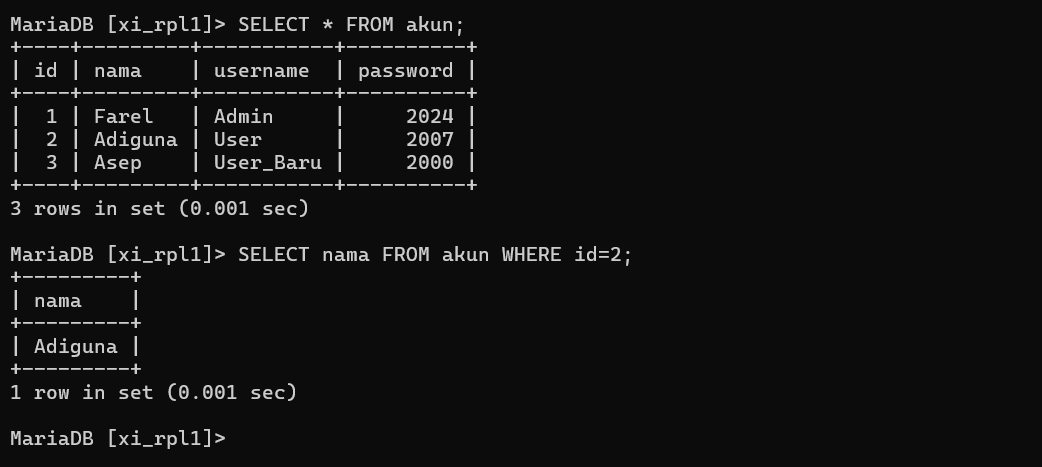 MariaDB [xi_rpl1]> SELECT * FROM akun;
+----+---------+-----------+----------+
| id | nama    | username  | password |
+----+---------+-----------+----------+
|  1 | Farel   | Admin     |     2024 |
|  2 | Adiguna | User      |     2007 |
|  3 | Asep    | User_Baru |     2000 |
+----+---------+-----------+----------+
3 rows in set (0.001 sec)

MariaDB [xi_rpl1]> SELECT nama FROM akun WHERE id=2;
+---------+
| nama    |
+---------+
| Adiguna |
+---------+
1 row in set (0.001 sec)

MariaDB [xi_rpl1]>